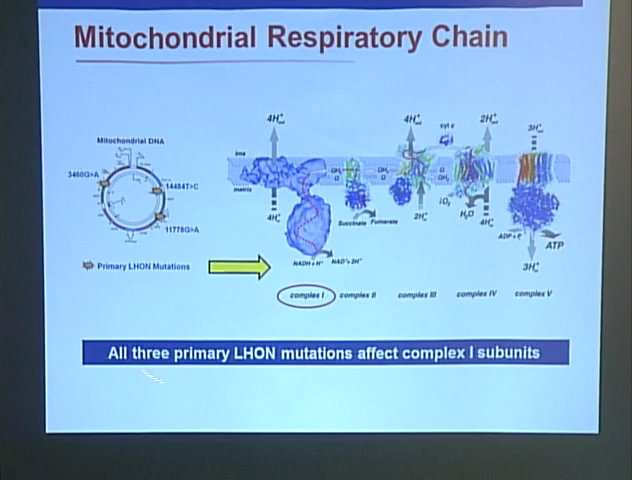 Mitochondrial Respiratory Chain
Mitochondrial DNA
3460G>A
14484T>C
11778G>A
Primary LHON Mutations
4H+
4H+
2H+
3H+
cyt c
ims
matrix
4H+
2H+
H2O
4H+
Succinate
Fumarate
NADH + H+
NAD+ + 2H+
ADP+Pi
ATP
3H+
complex I
complex II
complex III
complex IV
complex V
All three primary LHON mutations affect complex I subunits